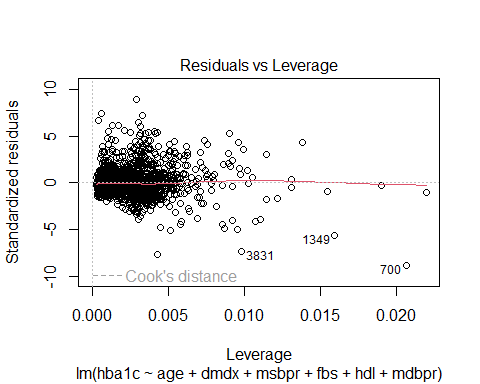 Residuals vs Leverage
Standardized residuals
10
5
0
-5
-10
3831
1349
700
Cook's distance
0.000 0.005 0.010 0.015 0.020
Leverage
lm(hba1c ~ age + dmdx + msbpr + fbs + hdl + mdbpr)